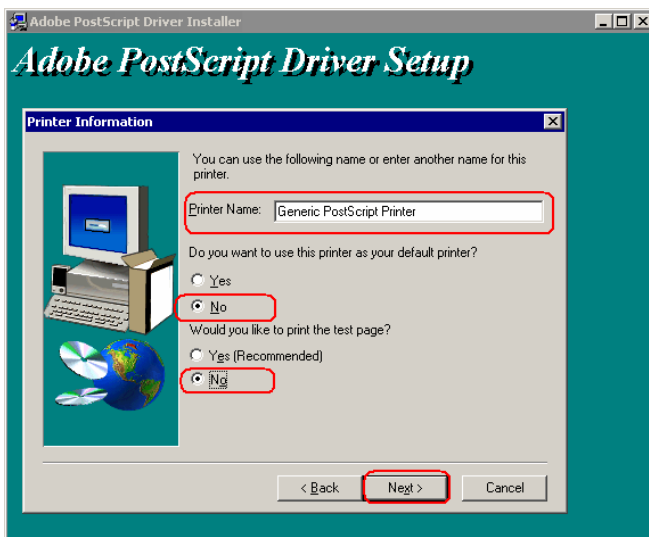 Adobe PostScript Driver Installer
Adobe PostScript Driver Setup
Printer Information
You can use the following name or enter another name for this
printer.
Printer Name: Generic PostScript Printer
Do you want to use this printer as your default printer?
Yes
No
Would you like to print the test page?
Yes (Recommended)
No
< Back Next > Cancel